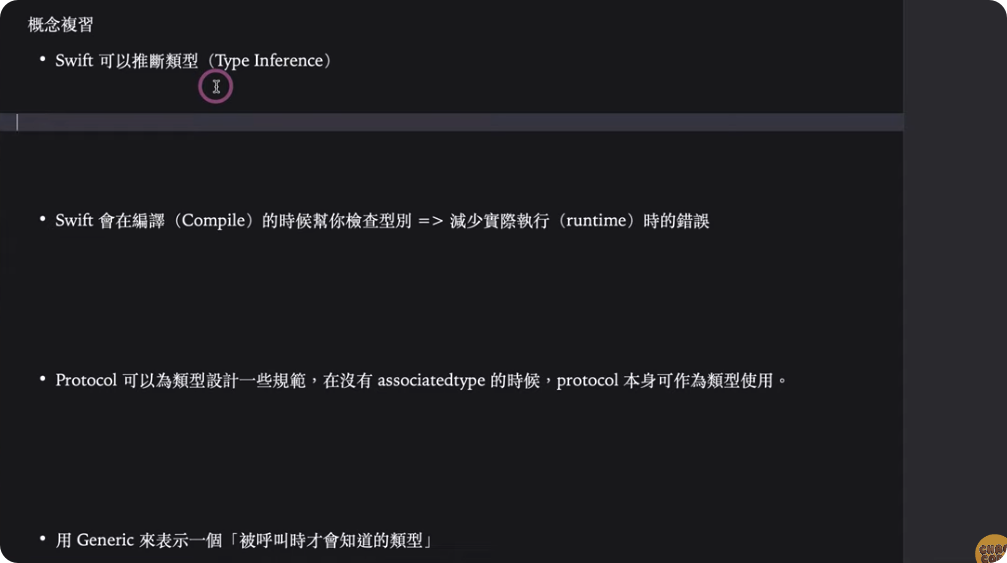 概念複習
• Swift 可以推斷類型（Type Inference）
• Swift 會在編譯（Compile）的時候幫你檢查型別 => 減少實際執行（runtime）時的錯誤
• Protocol 可以為類型設計一些規範，在沒有 associatedtype 的時候，protocol 本身可作為類型使用。
• 用 Generic 來表示一個「被呼叫時才會知道的類型」